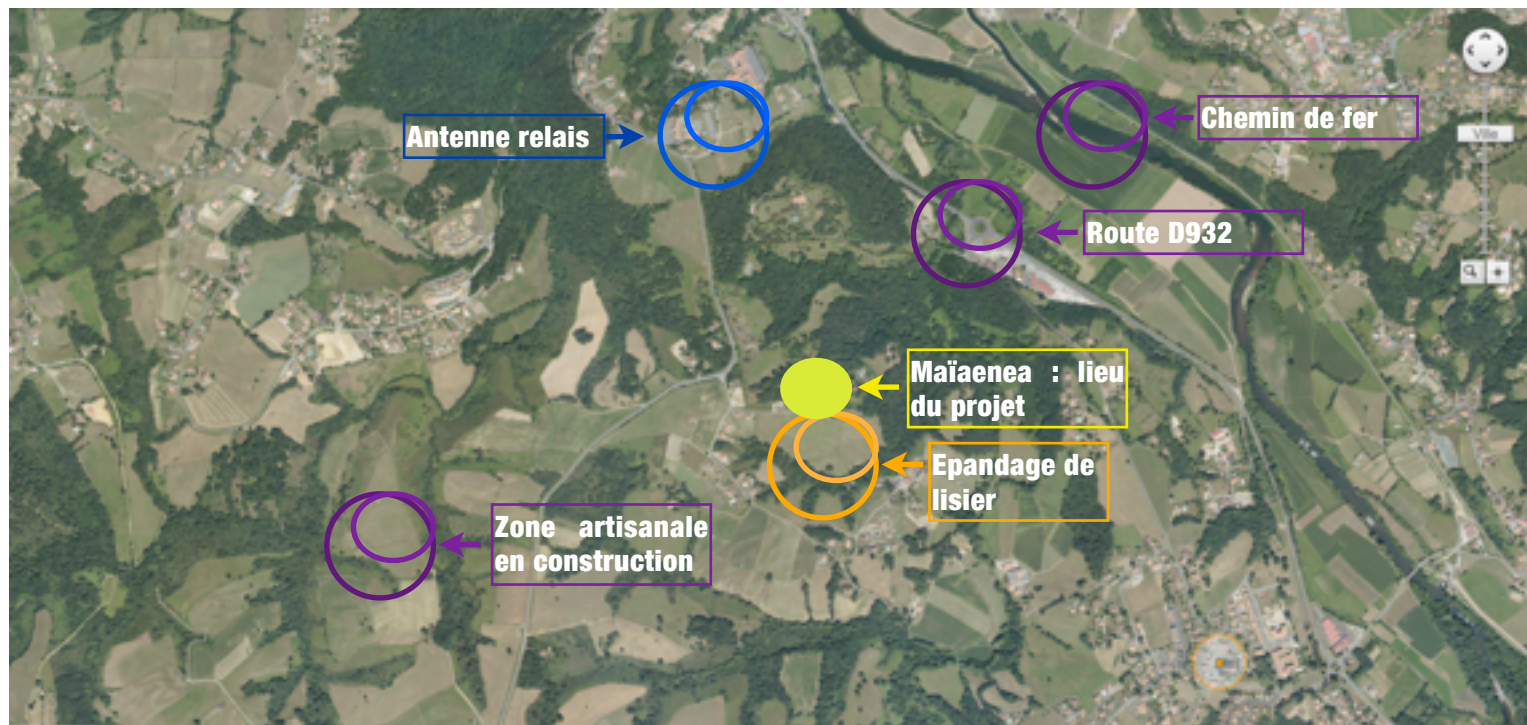 Antenne relais
Chemin de fer
Ville
Route D932
Maïaenea : lieu
du projet
Epandage de
lisier
Zone artisanale
en construction